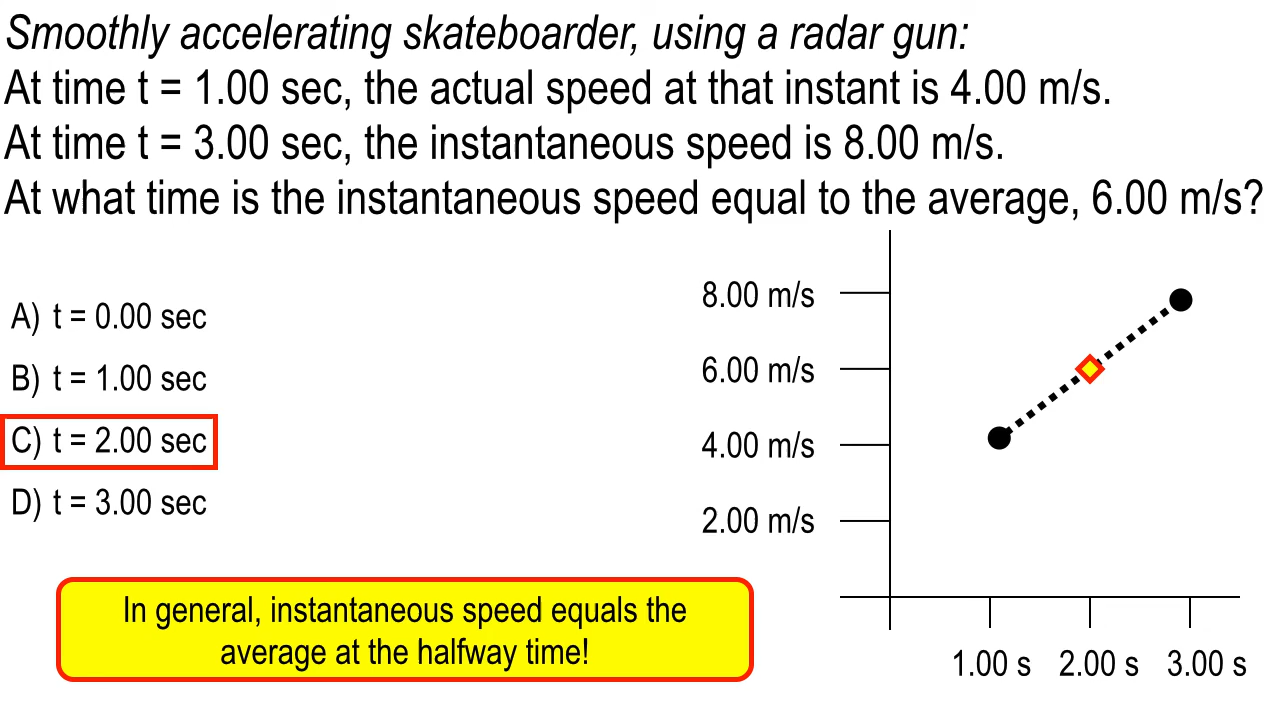 Smoothly accelerating skateboarder, using a radar gun:
At time t = 1.00 sec, the actual speed at that instant is 4.00 m/s.
At time t = 3.00 sec, the instantaneous speed is 8.00 m/s.
At what time is the instantaneous speed equal to the average, 6.00 m/s?
A) t = 0.00 sec
B) t = 1.00 sec
C) t = 2.00 sec
D) t = 3.00 sec
In general, instantaneous speed equals the
average at the halfway time!
8.00 m/s
6.00 m/s
4.00 m/s
2.00 m/s
1.00 s 2.00 s 3.00 s